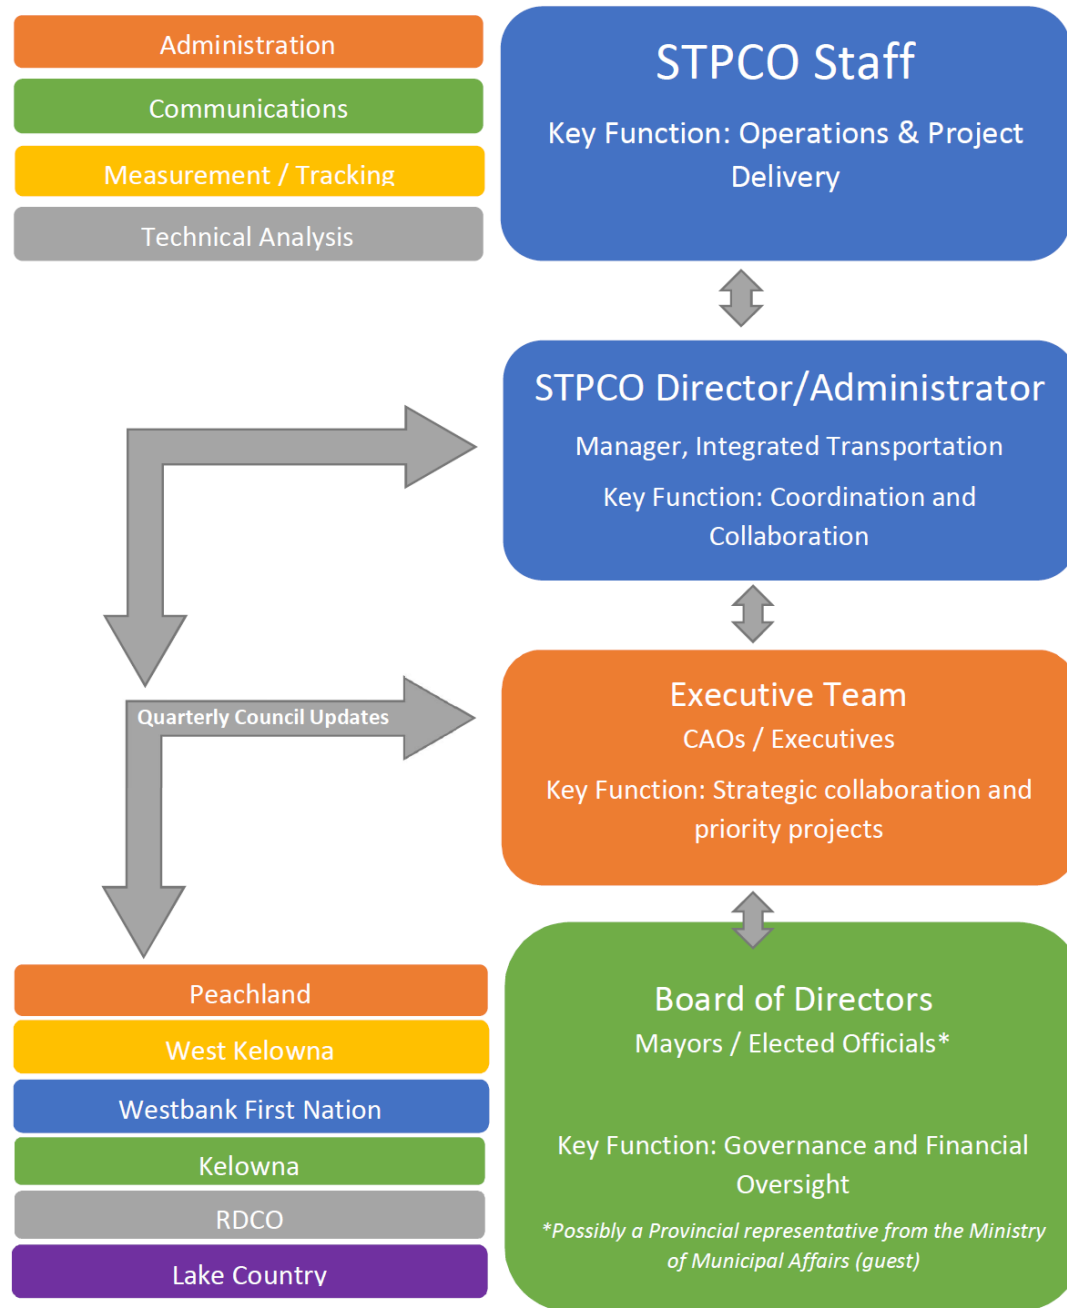 Administration
Communications
Measurement / Tracking
Technical Analysis
STPCO Staff
Key Function: Operations & Project
Delivery
STPCO Director/Administrator
Manager, Integrated Transportation
Key Function: Coordination and
Collaboration
Quarterly Council Updates
Executive Team
CAOs / Executives
Key Function: Strategic collaboration and
priority projects
Peachland
West Kelowna
Westbank First Nation
Kelowna
RDCO
Lake Country
Board of Directors
Mayors / Elected Officials*
Key Function: Governance and Financial
Oversight
*Possibly a Provincial representative from the Ministry
of Municipal Affairs (guest)